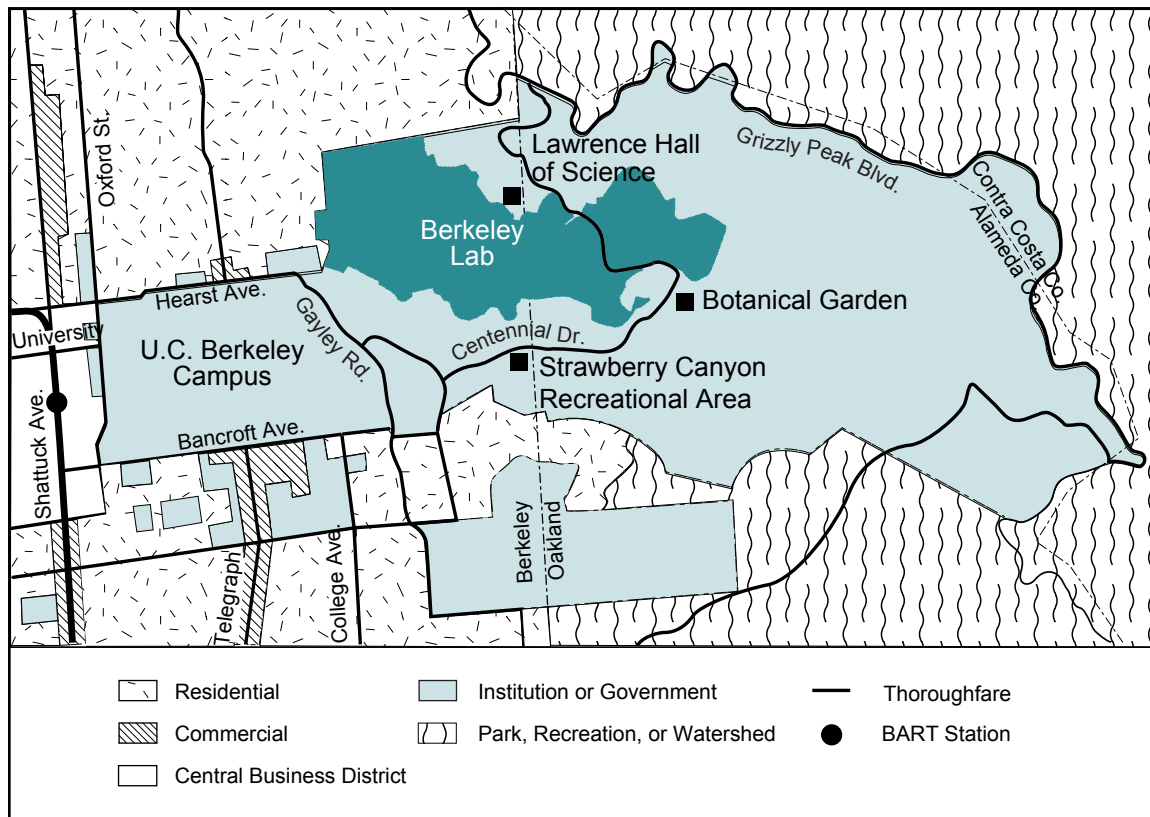 Oxford St.
Lawrence Hall
of Science
Grizzly Peak Blvd.
Contra Costa Co.
Alameda Co.
Berkeley
Lab
Hearst Ave.
University
Gayley Rd.
Botanical Garden
Centennial Dr.
U.C. Berkeley
Campus
Strawberry Canyon
Recreational Area
Shattuck Ave.
Bancroft Ave.
Berkeley
Oakland
Telegraph
College Ave.
Residential
Institution or Government
Thoroughfare
Commercial
Park, Recreation, or Watershed
BART Station
Central Business District